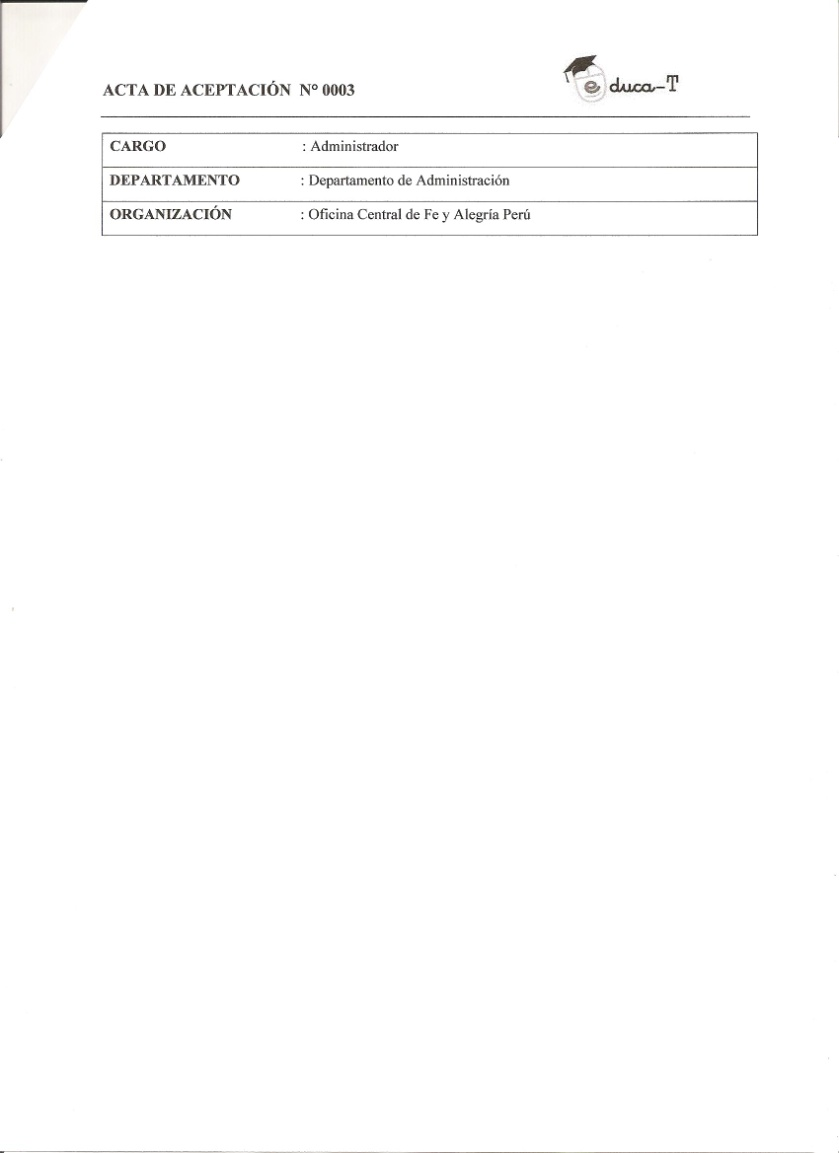 ACTA DE ACEPTACIÓN N° 0003
educa-T
CARGO : Administrador
DEPARTAMENTO : Departamento de Administración
ORGANIZACIÓN : Oficina Central de Fe y Alegría Perú